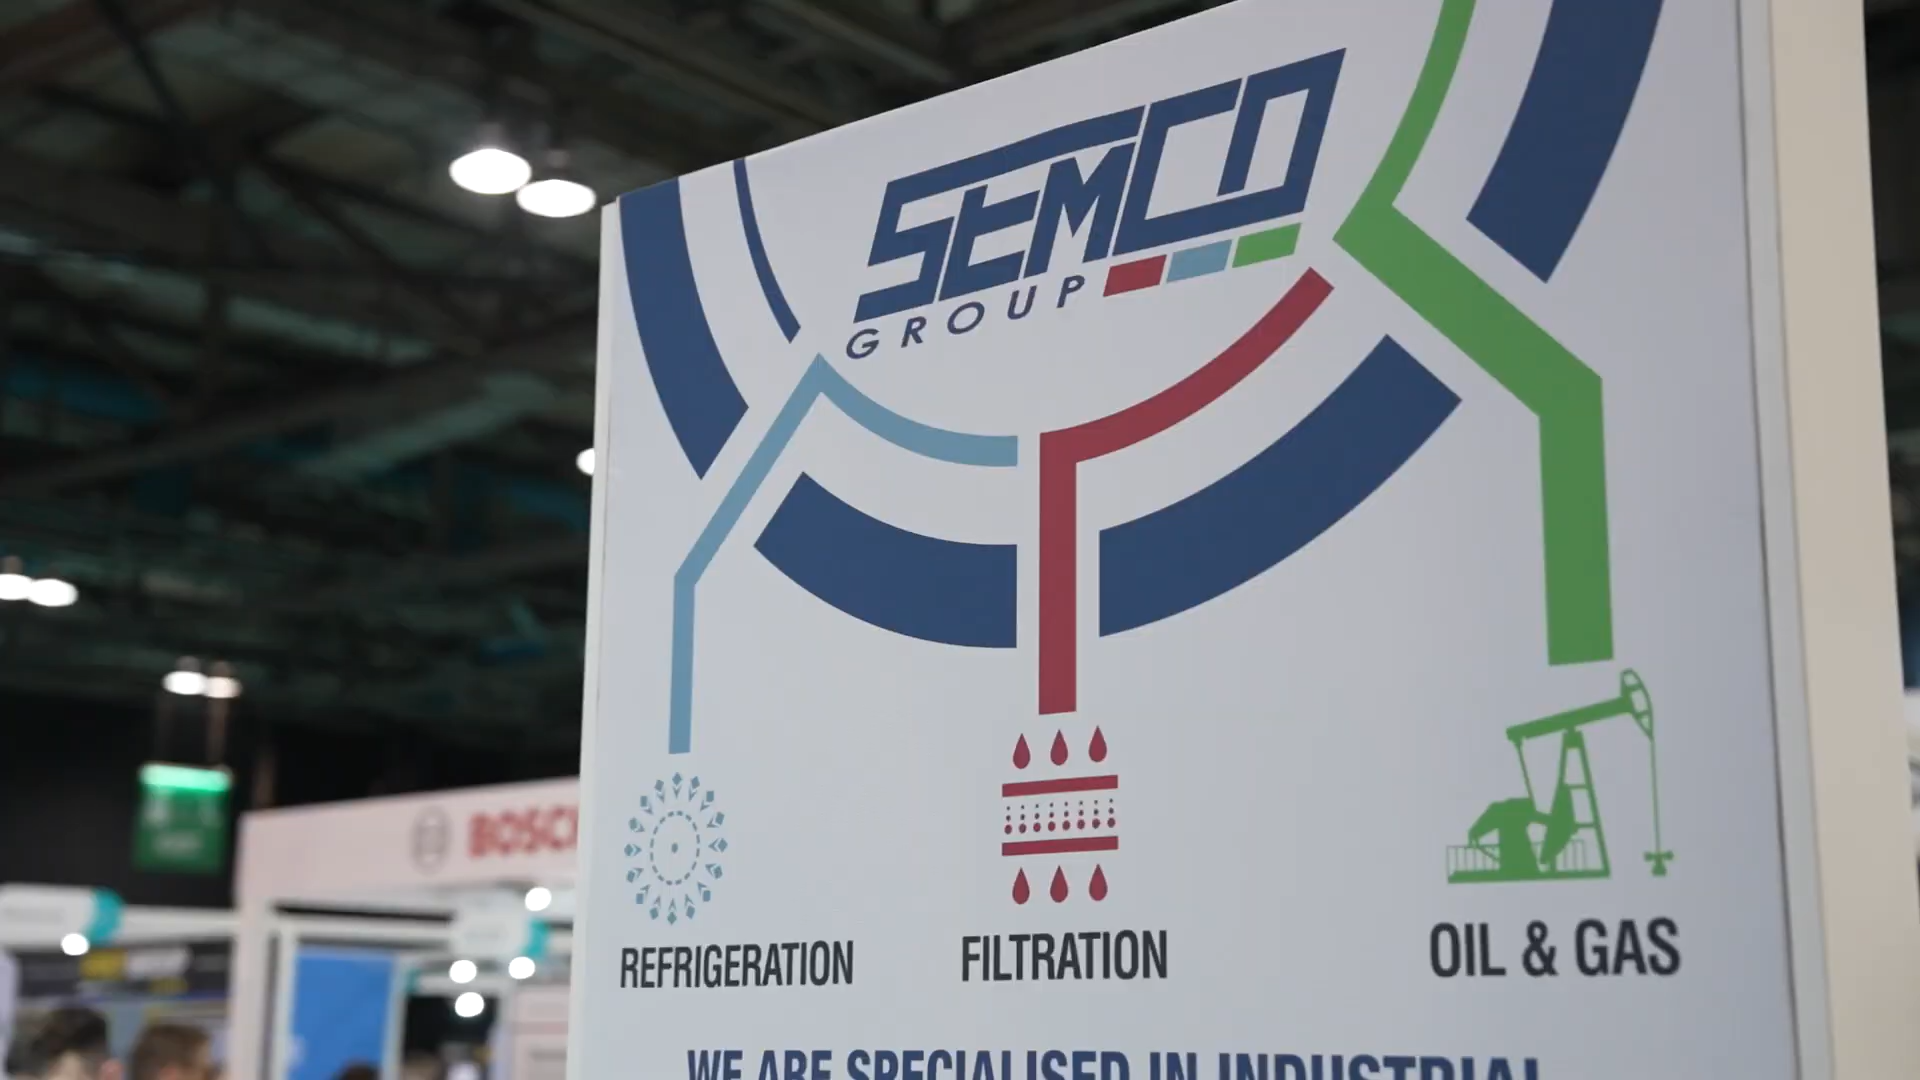 SEMCO
GROUP
BOSCH
REFRIGERATION
FILTRATION
OIL & GAS
WE ARE SPECIALISED IN INDUSTRIAL